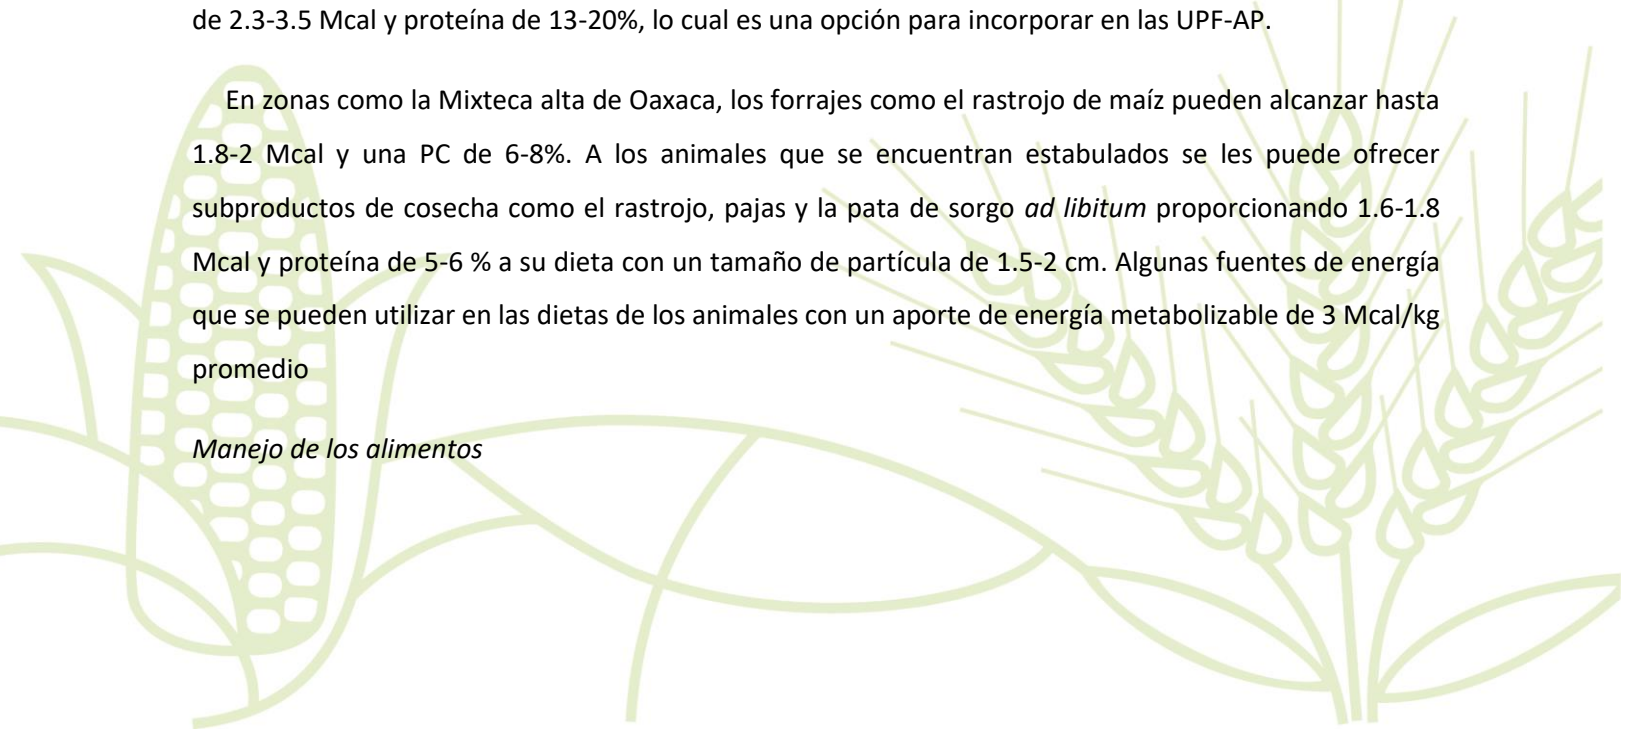 de 2.3-3.5 Mcal y proteína de 13-20%, lo cual es una opción para incorporar en las UPF-AP.
En zonas como la Mixteca alta de Oaxaca, los forrajes como el rastrojo de maíz pueden alcanzar hasta
1.8-2 Mcal y una PC de 6-8%. A los animales que se encuentran estabulados se les puede ofrecer
subproductos de cosecha como el rastrojo, pajas y la pata de sorgo ad libitum proporcionando 1.6-1.8
Mcal y proteína de 5-6 % a su dieta con un tamaño de partícula de 1.5-2 cm. Algunas fuentes de energía
que se pueden utilizar en las dietas de los animales con un aporte de energía metabolizable de 3 Mcal/kg
promedio
Manejo de los alimentos